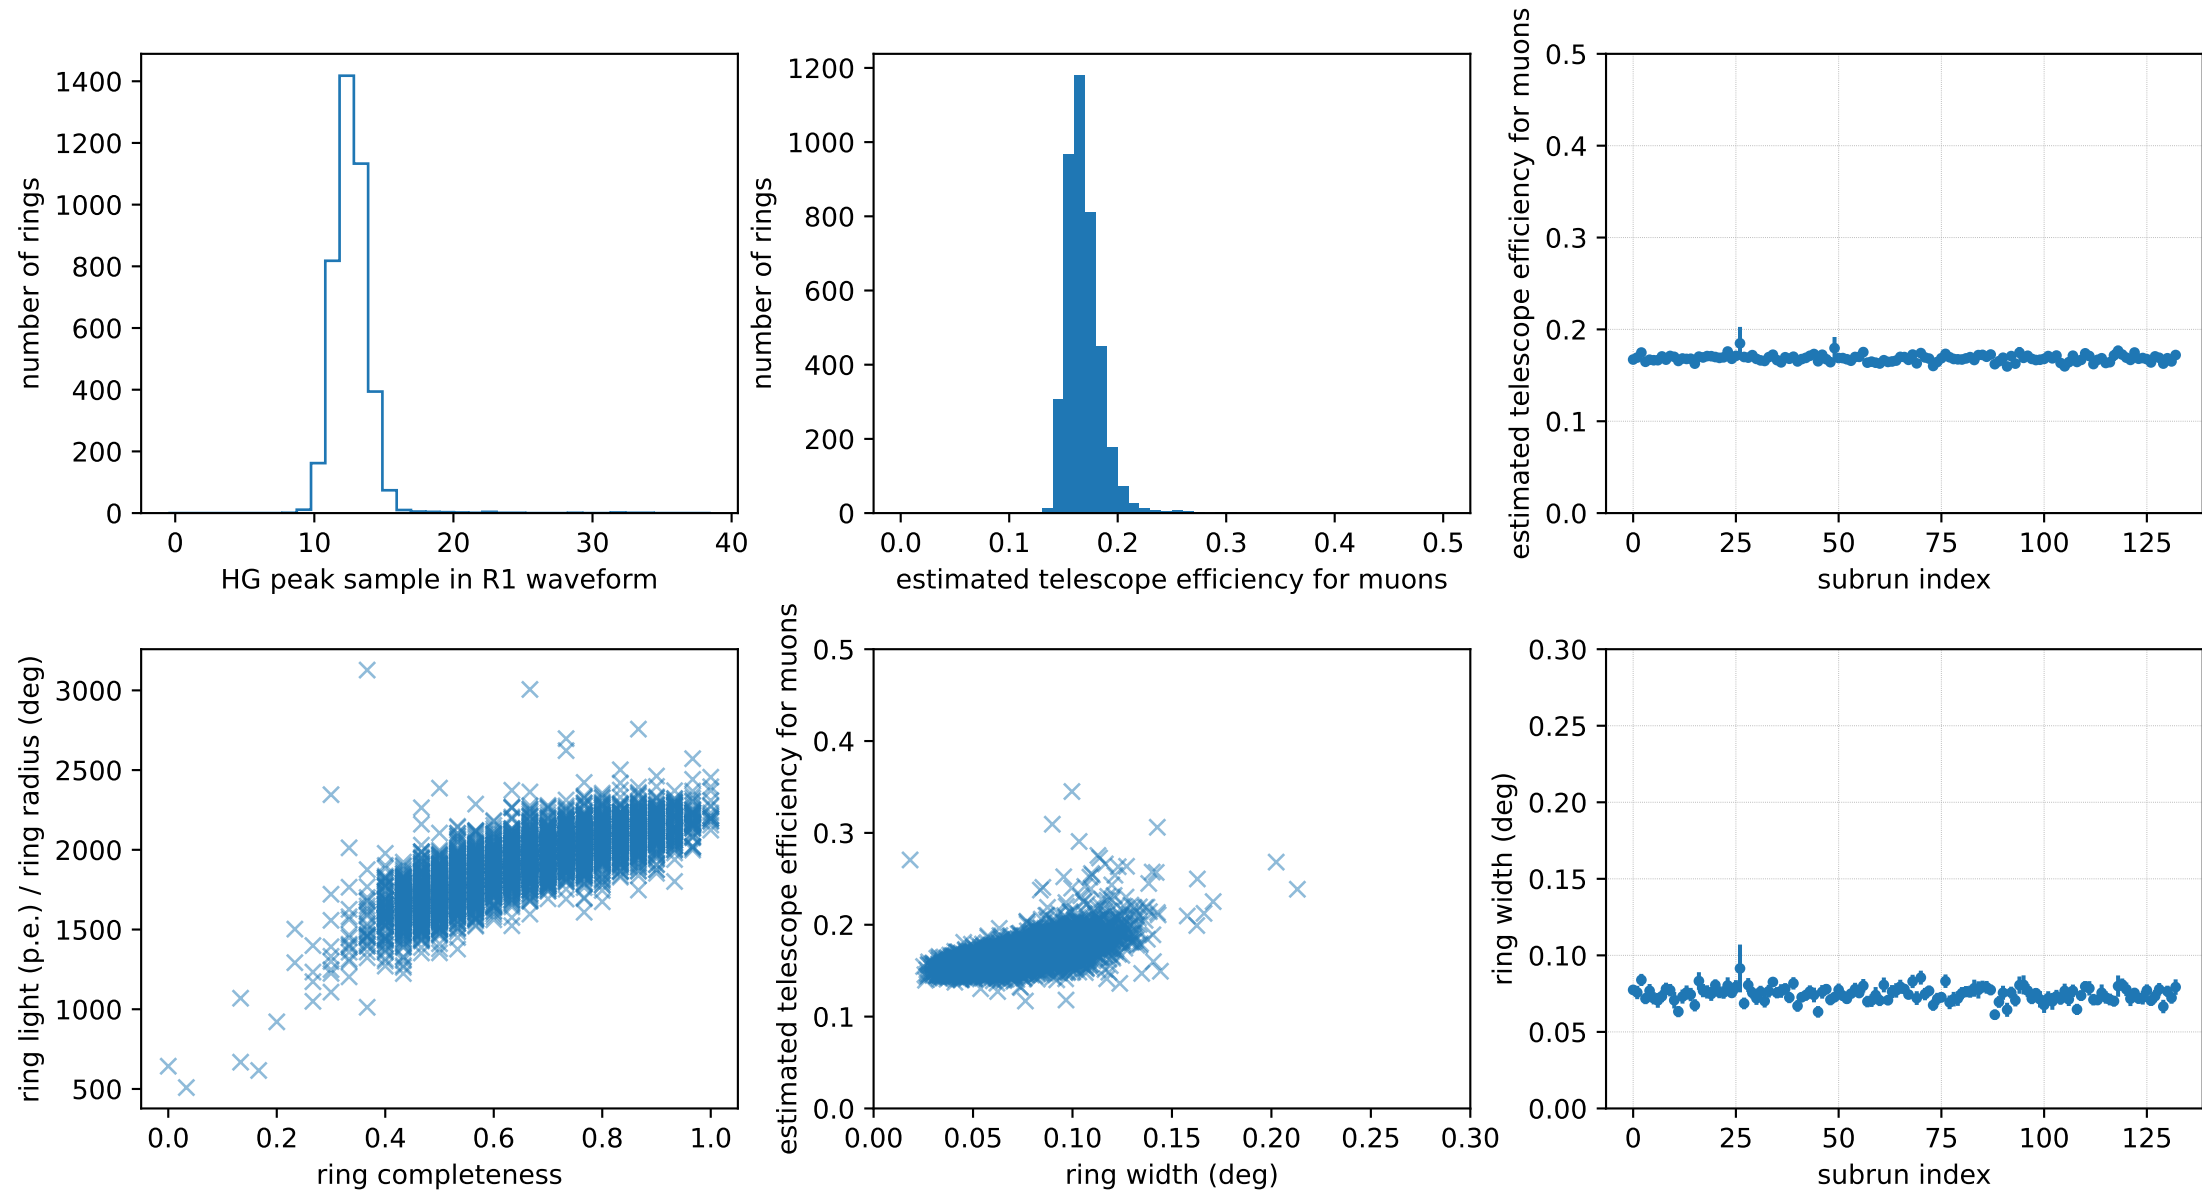 number of rings
1400
1200
1000
800
600
400
200
0
0 10 20 30 40
HG peak sample in R1 waveform
number of rings
1200
1000
800
600
400
200
0
0.0 0.1 0.2 0.3 0.4 0.5
estimated telescope efficiency for muons
estimated telescope efficiency for muons
0.5
0.4
0.3
0.2
0.1
0.0
0 25 50 75 100 125
subrun index
ring light (p.e.) / ring radius (deg)
3000
2500
2000
1500
1000
500
0.0 0.2 0.4 0.6 0.8 1.0
ring completeness
estimated telescope efficiency for muons
0.5
0.4
0.3
0.2
0.1
0.0
0.00 0.05 0.10 0.15 0.20 0.25 0.30
ring width (deg)
ring width (deg)
0.30
0.25
0.20
0.15
0.10
0.05
0.00
0 25 50 75 100 125
subrun index